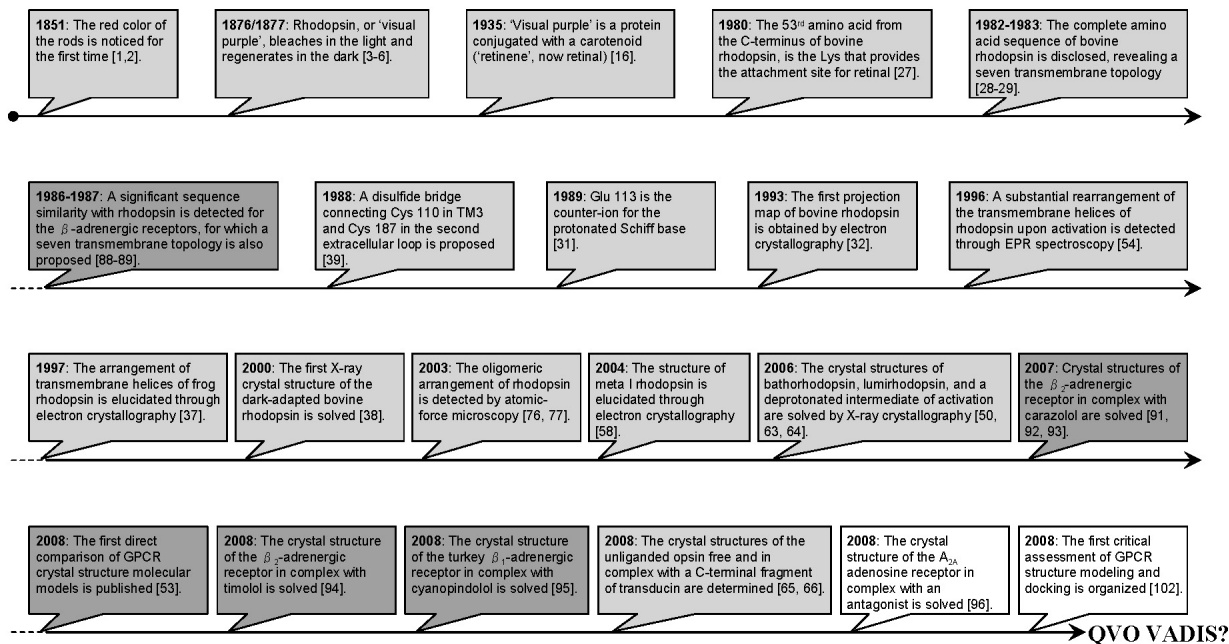 1851: The red color of
the rods is noticed for
the first time [1,2].
1876/1877: Rhodopsin, or ‘visual
purple’, bleaches in the light and
regenerates in the dark [3-6].
1935: ‘Visual purple’ is a protein
conjugated with a carotenoid
(‘retinene’, now retinal) [16].
1980: The 53rd amino acid from
the C-terminus of bovine
rhodopsin, is the Lys that provides
the attachment site for retinal [27].
1982-1983: The complete amino
acid sequence of bovine
rhodopsin is disclosed, revealing a
seven transmembrane topology
[28-29].
1986-1987: A significant sequence
similarity with rhodopsin is detected for
the β-adrenergic receptors, for which a
seven transmembrane topology is also
proposed [88-89].
1988: A disulfide bridge
connecting Cys 110 in TM3
and Cys 187 in the second
extracellular loop is proposed
[39].
1989: Glu 113 is the
counter-ion for the
protonated Schiff base
[31].
1993: The first projection
map of bovine rhodopsin
is obtained by electron
crystallography [32].
1996: A substantial rearrangement of
the transmembrane helices of
rhodopsin upon activation is detected
through EPR spectroscopy [54].
1997: The arrangement of
transmembrane helices of frog
rhodopsin is elucidated through
electron crystallography [37].
2000: The first X-ray
crystal structure of the
dark-adapted bovine
rhodopsin is solved [38].
2003: The oligomeric
arrangement of rhodopsin
is detected by atomic-
force microscopy [76, 77].
2004: The structure of
meta I rhodopsin is
elucidated through
electron crystallography
[58].
2006: The crystal structures of
bathorhodopsin, lumirhodopsin, and a
deprotonated intermediate of activation
are solved by X-ray crystallography [50,
63, 64].
2007: Crystal structures of
the β2-adrenergic
receptor in complex with
carazolol are solved [91,
92, 93].
2008: The first direct
comparison of GPCR
crystal structure molecular
models is published [53].
2008: The crystal structure
of the β2-adrenergic
receptor in complex with
timolol is solved [94].
2008: The crystal structure
of the turkey β1-adrenergic
receptor in complex with
cyanopindolol is solved [95].
2008: The crystal structures of the
unliganded opsin free and in
complex with a C-terminal fragment
of transducin are determined [65, 66].
2008: The crystal
structure of the A2A
adenosine receptor in
complex with an
antagonist is solved [96].
2008: The first critical
assessment of GPCR
structure modeling and
docking is organized [102].
QVO VADIS?